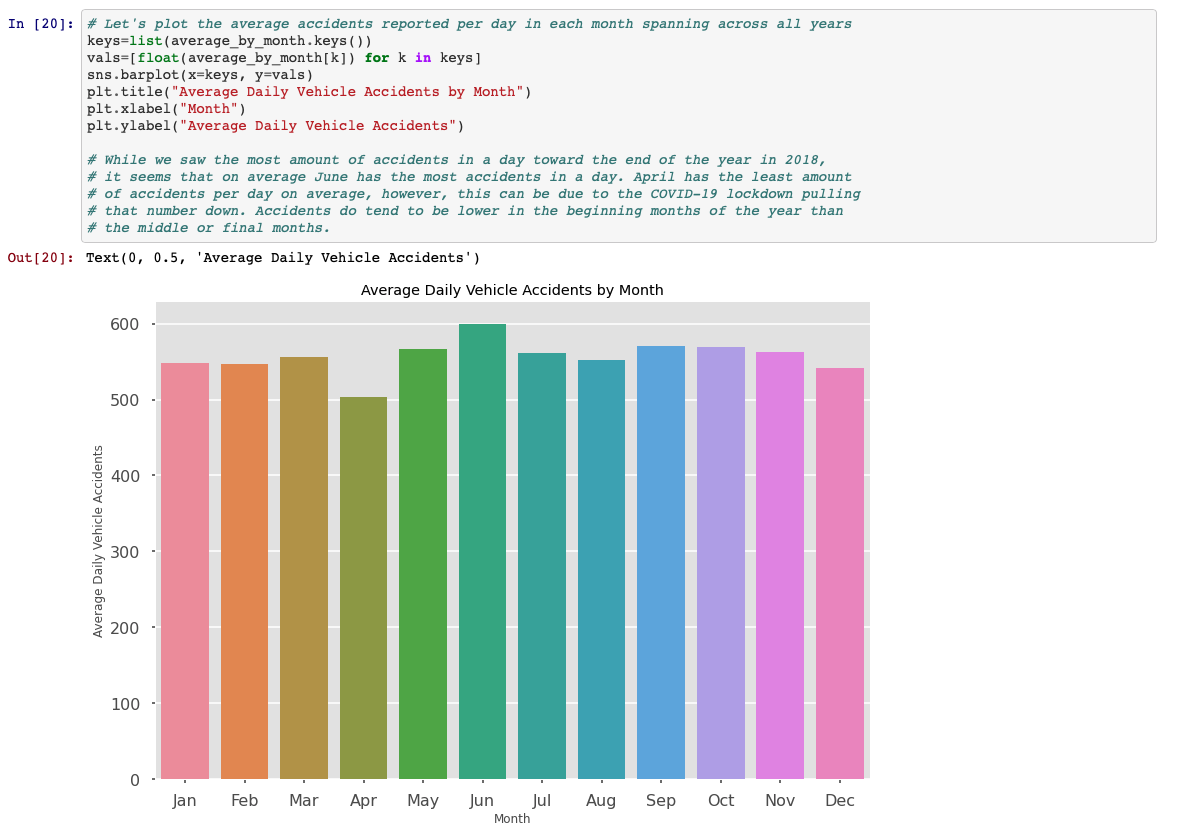 In [20]: # Let's plot the average accidents reported per day in each month spanning across all years
keys=list(average_by_month.keys())
vals=[float(average_by_month[k]) for k in keys]
sns.barplot(x=keys, y=vals)
plt.title("Average Daily Vehicle Accidents by Month")
plt.xlabel("Month")
plt.ylabel("Average Daily Vehicle Accidents")
# While we saw the most amount of accidents in a day toward the end of the year in 2018,
# it seems that on average June has the most accidents in a day. April has the least amount
# of accidents per day on average, however, this can be due to the COVID-19 lockdown pulling
# that number down. Accidents do tend to be lower in the beginning months of the year than
# the middle or final months.
Out[20]: Text(0, 0.5, 'Average Daily Vehicle Accidents')
Average Daily Vehicle Accidents by Month
600
500
400
300
200
100
0
Average Daily Vehicle Accidents
Jan Feb Mar Apr May Jun Jul Aug Sep Oct Nov Dec
Month